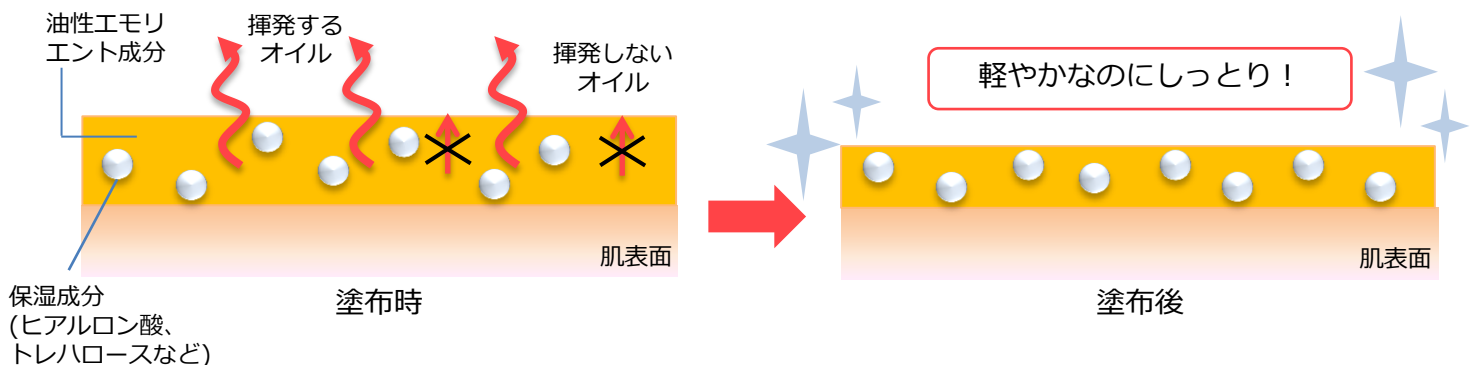 油性エモリ
エント成分
揮発する
オイル
揮発しない
オイル
軽やかなのにしっとり！
肌表面
肌表面
保湿成分
(ヒアルロン酸、
トレハロースなど)
塗布時
塗布後